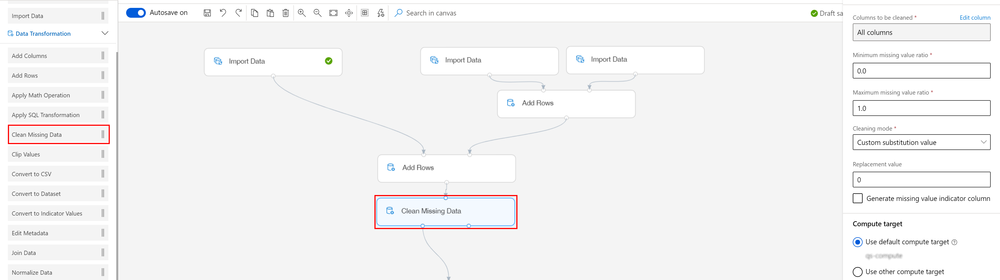 Import Data
Data Transformation
Add Columns
Add Rows
Apply Math Operation
Apply SQL Transformation
Clean Missing Data
Clip Values
Convert to CSV
Convert to Dataset
Convert to Indicator Values
Edit Metadata
Join Data
Normalize Data
Autosave on
Search in canvas
Draft sa
Import Data
Import Data
Import Data
Add Rows
Add Rows
Clean Missing Data
Columns to be cleaned *
Edit column
All columns
Minimum missing value ratio *
0.0
Maximum missing value ratio *
1.0
Cleaning mode *
Custom substitution value
Replacement value
0
Generate missing value indicator column
Compute target
Use default compute target
qs-compute
Use other compute target